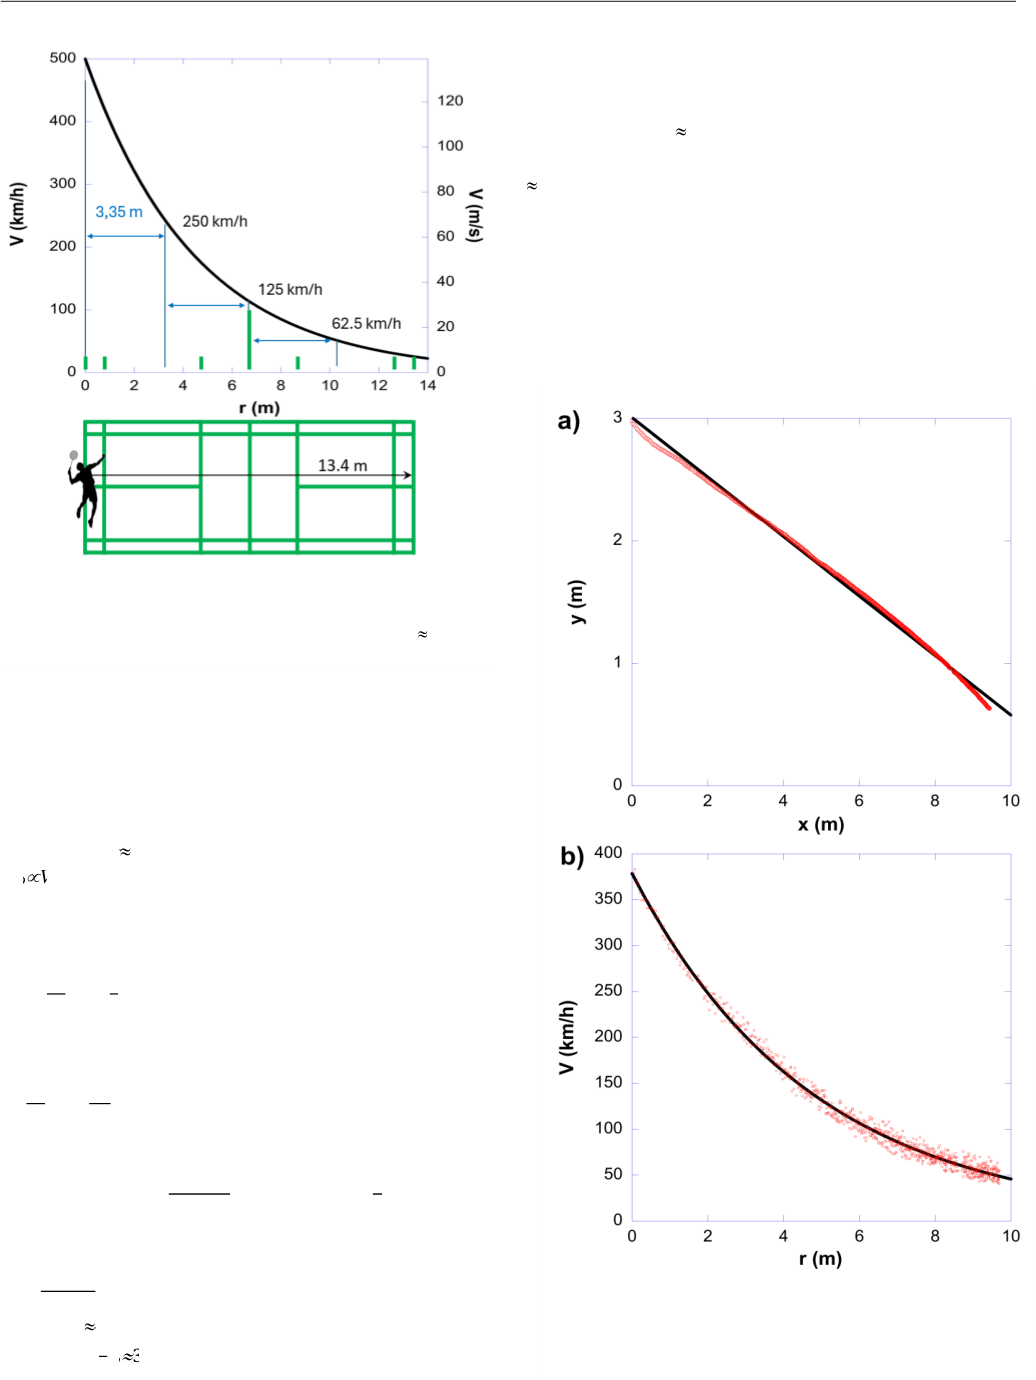 500
400
300
200
100
0
V (km/h)
3,35 m
250 km/h
125 km/h
62.5 km/h
120
100
80
60
40
20
0
V (m/s)
0 2 4 6 8 10 12 14
r (m)
13.4 m
≈
≈
∝
≈
≈
≈
≈
a)
3
2
1
0
y (m)
0 2 4 6 8 10
x (m)
b)
400
350
300
250
200
150
100
50
0
V (km/h)
0 2 4 6 8 10
r (m)